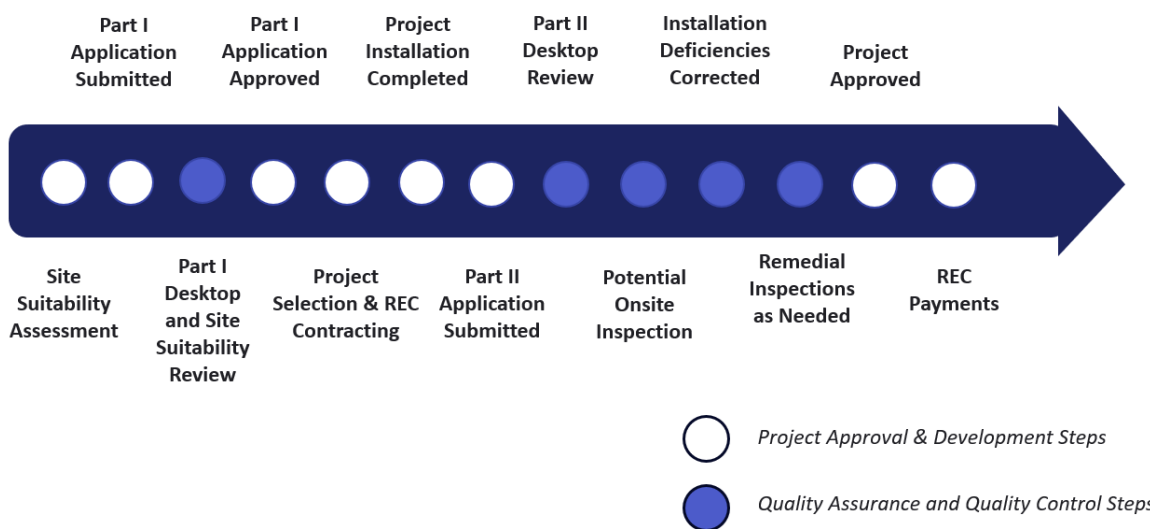 Part I
Application
Submitted
Part I
Application
Approved
Project
Installation
Completed
Part II
Desktop
Review
Installation
Deficiencies
Corrected
Project
Approved
Site
Suitability
Assessment
Part I
Desktop
and Site
Suitability
Review
Project
Selection & REC
Contracting
Part II
Application
Submitted
Potential
Onsite
Inspection
Remedial
Inspections
as Needed
REC
Payments
Project Approval & Development Steps
Quality Assurance and Quality Control Steps